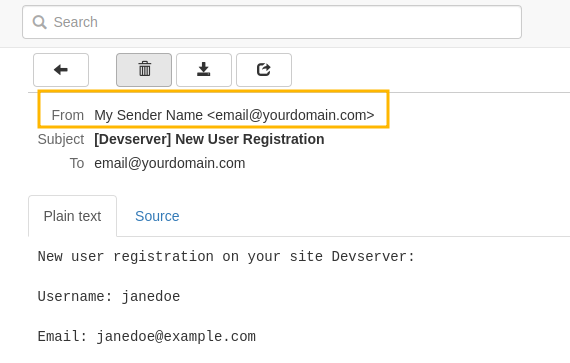 Search
From My Sender Name <email@yourdomain.com>
Subject [Devserver] New User Registration
To email@yourdomain.com
Plain text Source
New user registration on your site Devserver:
Username: janedoe
Email: janedoe@example.com